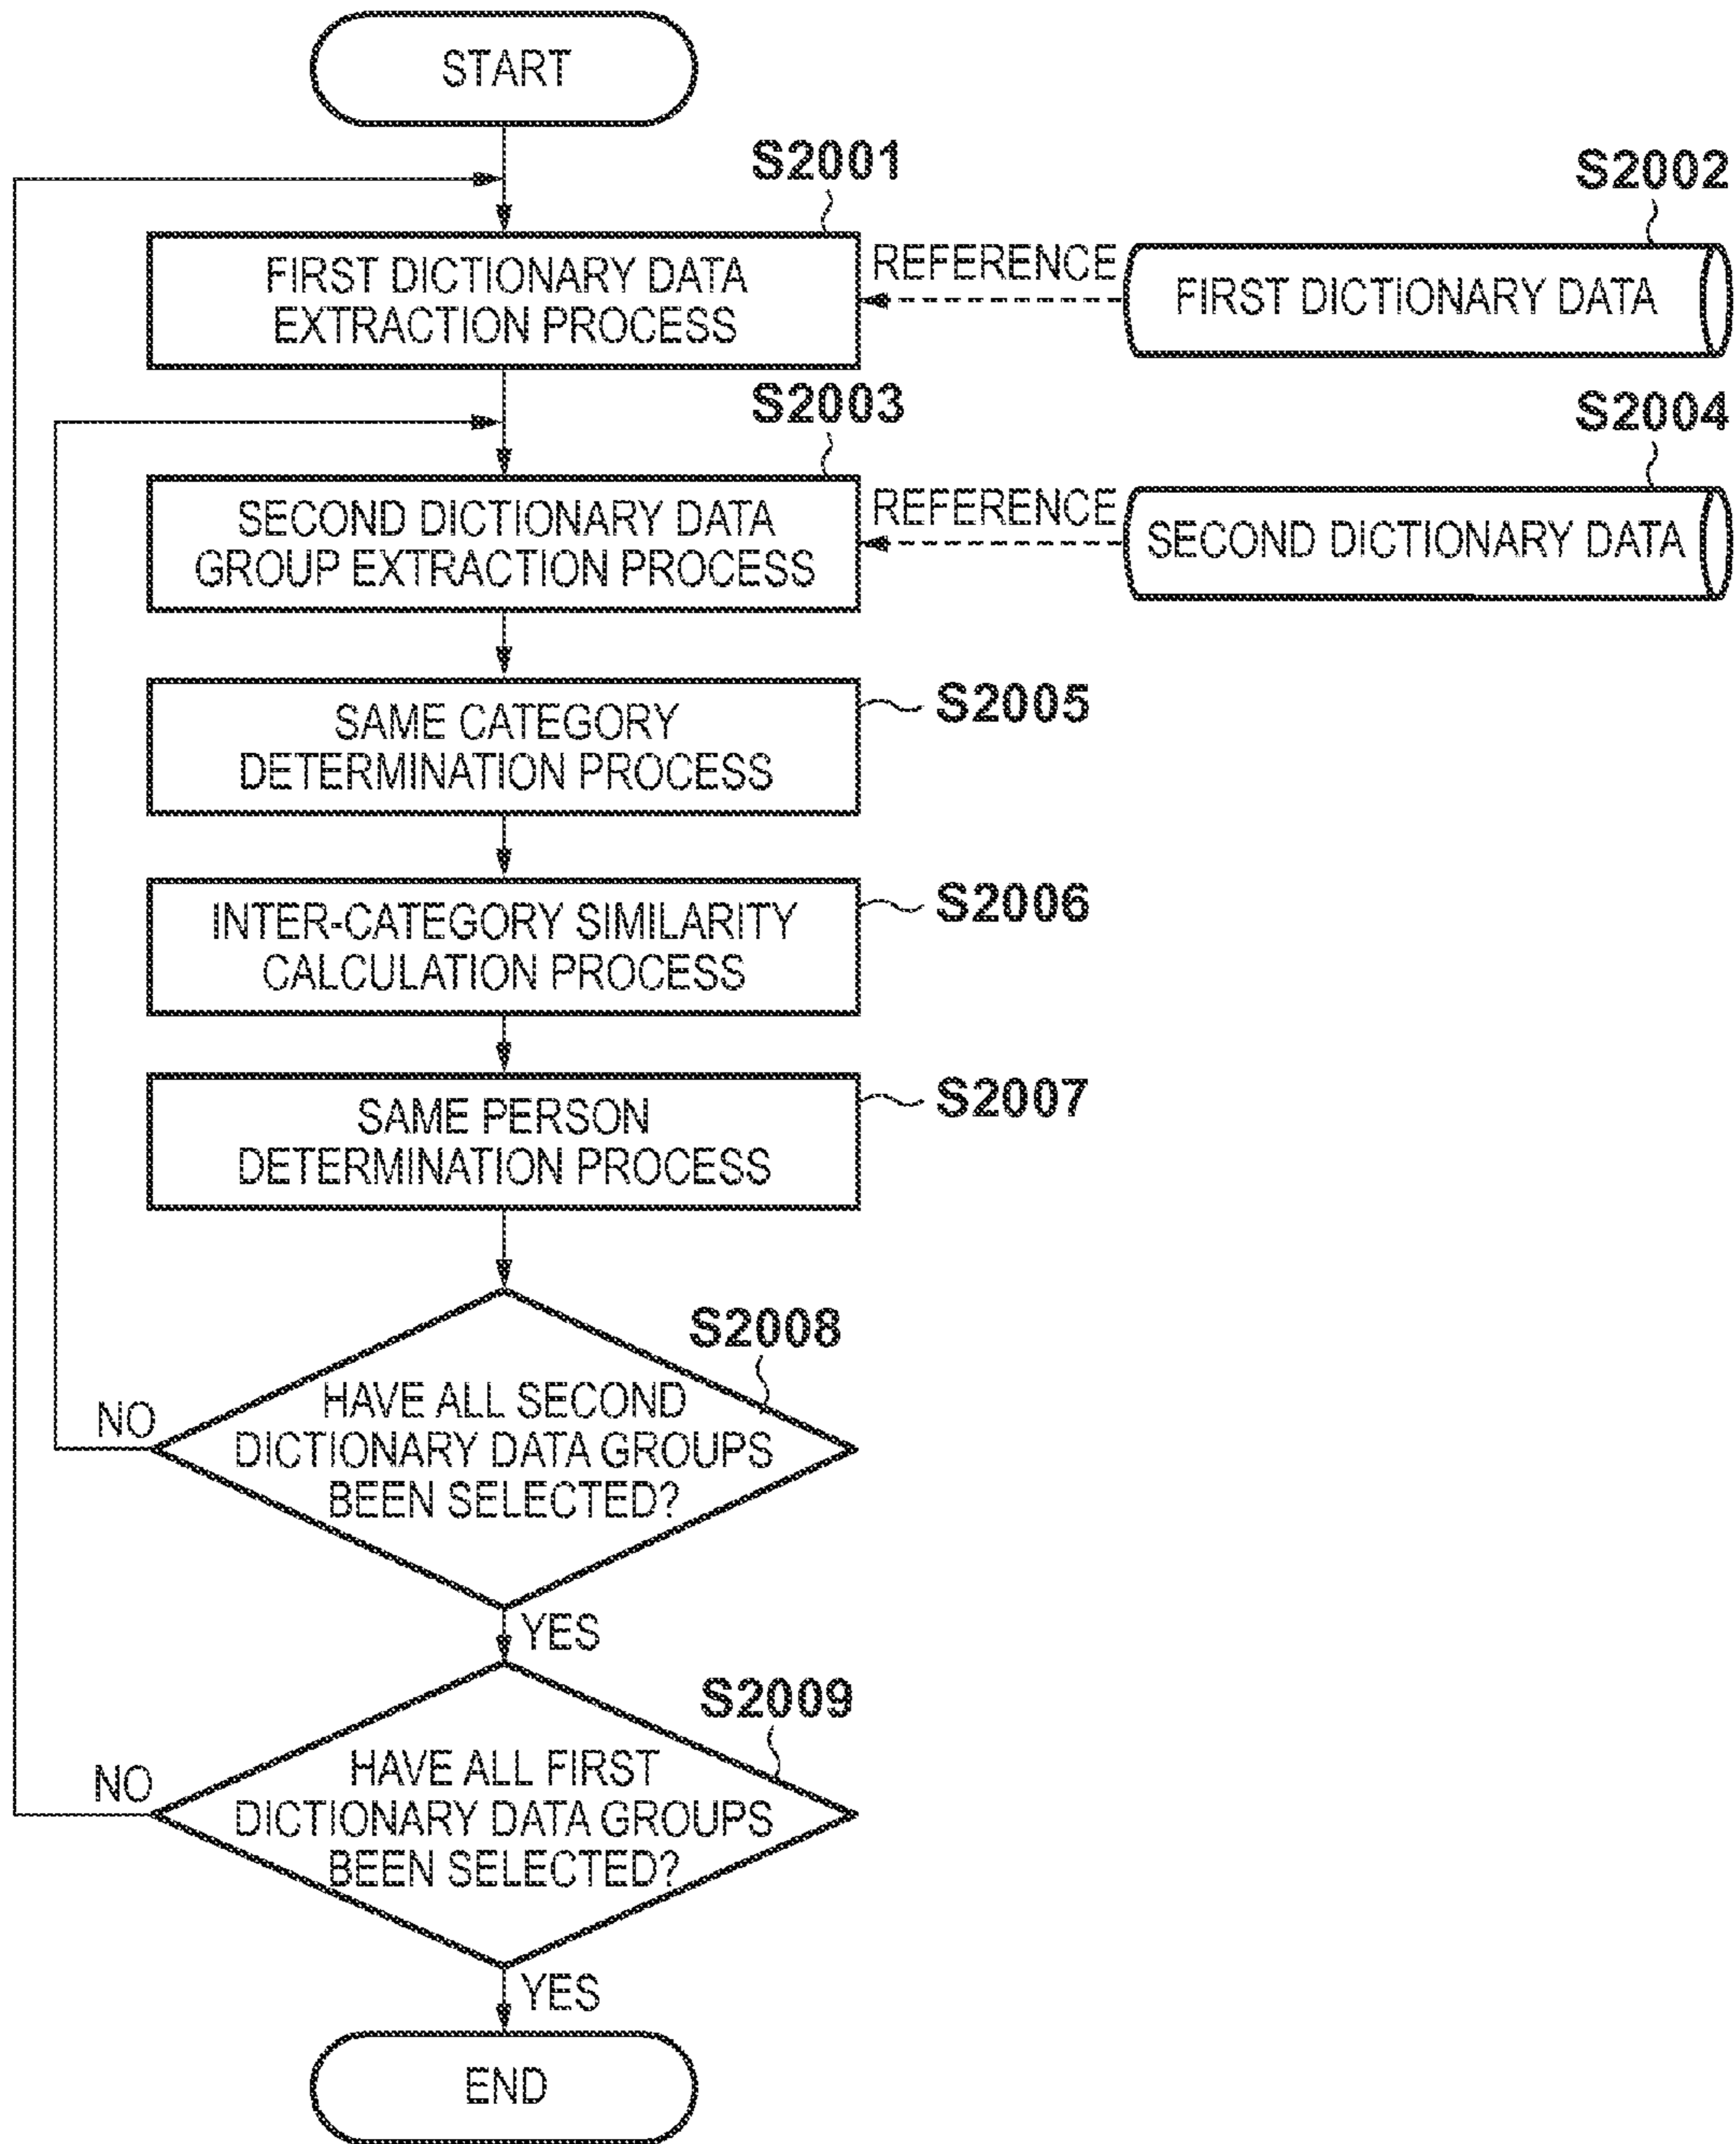 START
S2001
S2002
FIRST DICTIONARY DATA
EXTRACTION PROCESS
REFERENCE
FIRST DICTIONARY DATA
S2003
S2004
SECOND DICTIONARY DATA
GROUP EXTRACTION PROCESS
REFERENCE
SECOND DICTIONARY DATA
SAME CATEGORY
DETERMINATION PROCESS
S2005
INTER-CATEGORY SIMILARITY
CALCULATION PROCESS
S2006
SAME PERSON
DETERMINATION PROCESS
S2007
S2008
NO
HAVE ALL SECOND
DICTIONARY DATA GROUPS
BEEN SELECTED?
YES
S2009
NO
HAVE ALL FIRST
DICTIONARY DATA GROUPS
BEEN SELECTED?
YES
END